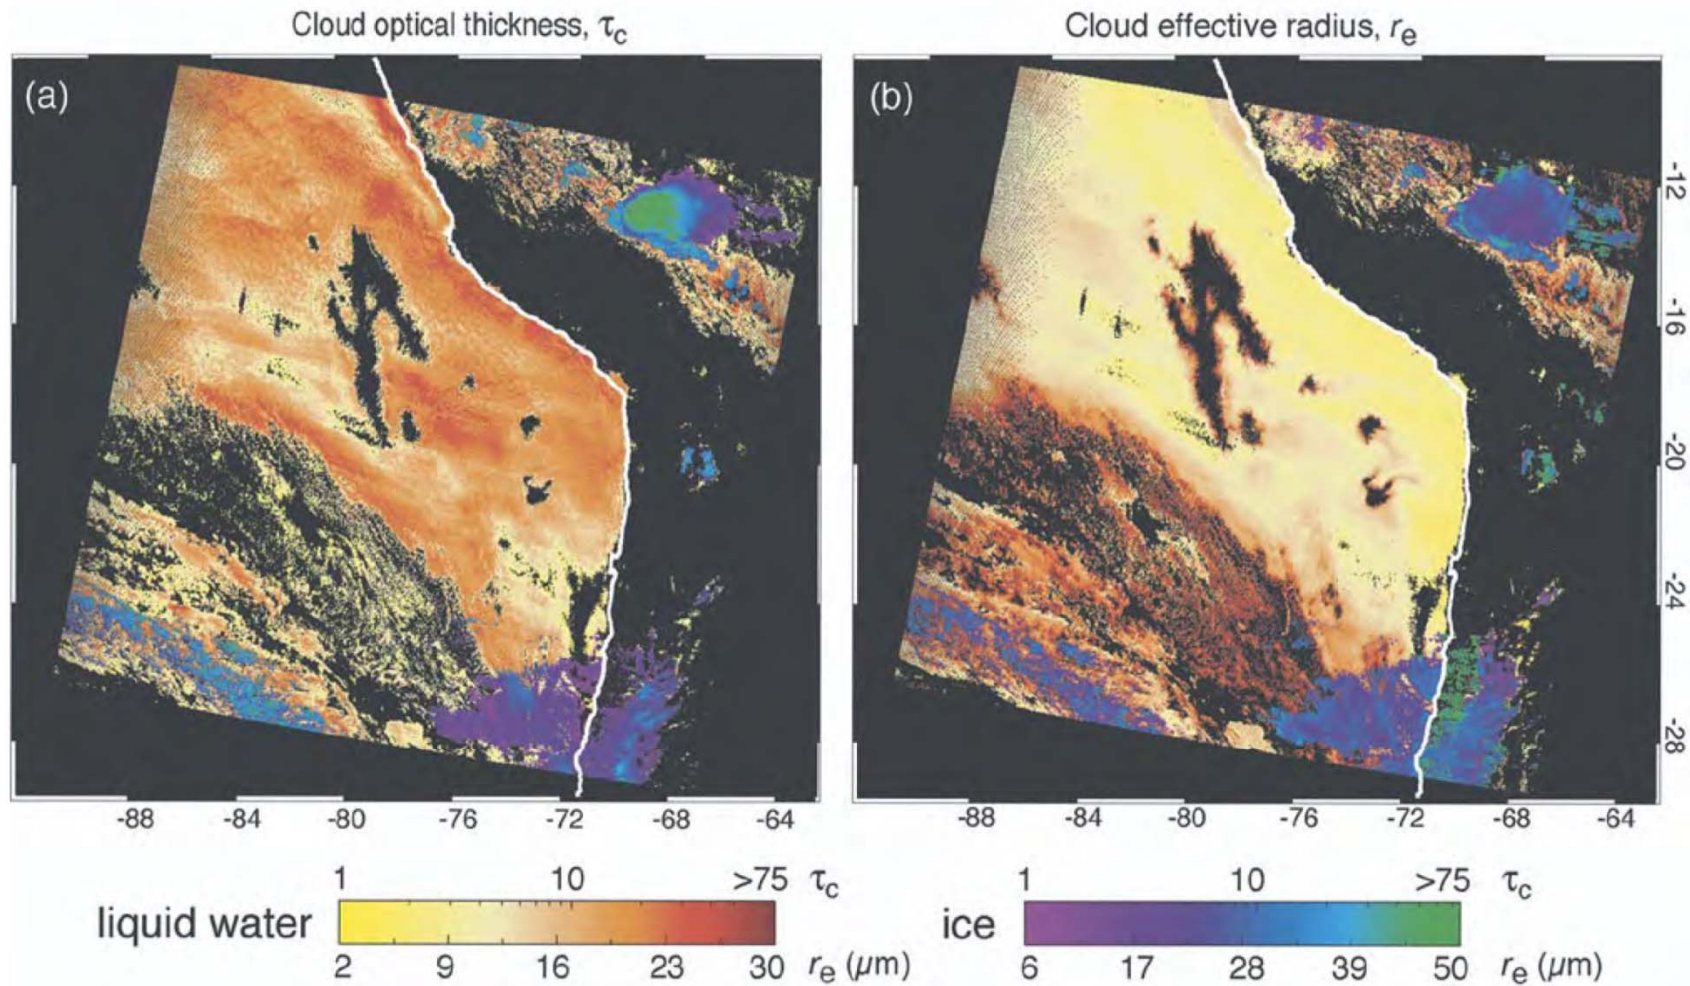 Cloud optical thickness, τc
Cloud effective radius, re
(a)
(b)
-12
-16
-20
-24
-28
-88 -84 -80 -76 -72 -68 -64
-88 -84 -80 -76 -72 -68 -64
1 10 >75 τc
liquid water
2 9 16 23 30 re (µm)
1 10 >75 τc
ice
6 17 28 39 50 re (µm)